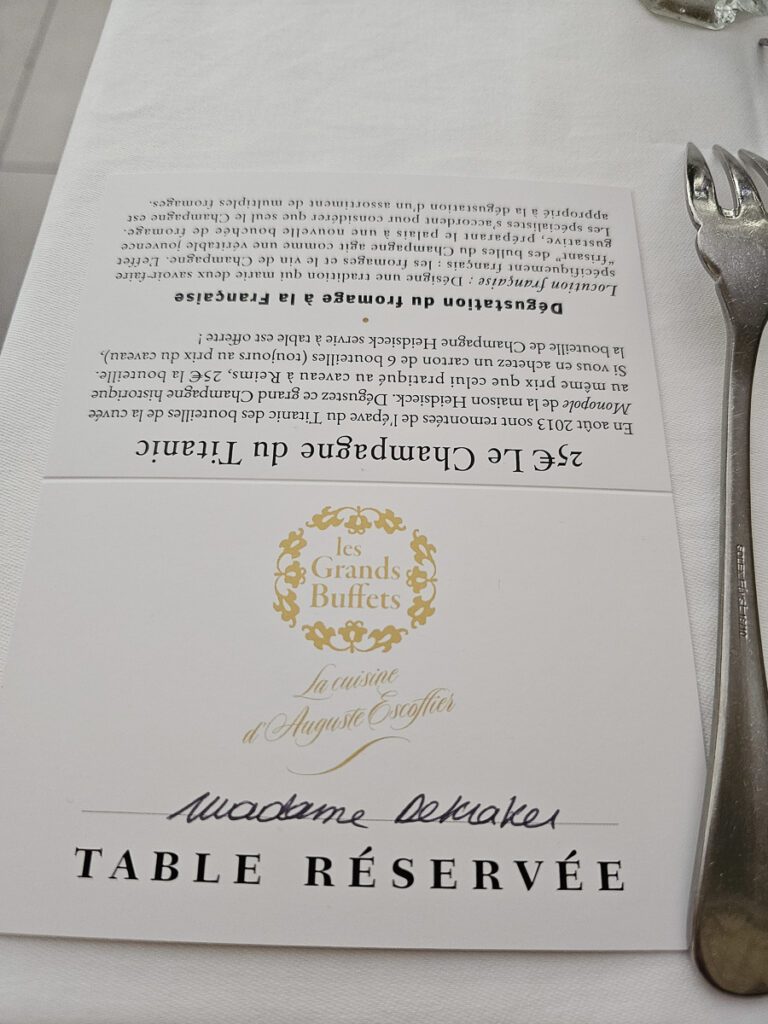 25€ Le Champagne du Titanic
En août 2013 sont remontées de l'épave du Titanic des bouteilles de la cuvée
Monopole de la maison Heidsieck. Dégustez ce grand Champagne historique
au même prix que celui pratiqué au caveau à Reims, 25€ la bouteille.
Si vous en achetez un carton de 6 bouteilles (toujours au prix du caveau),
la bouteille de Champagne Heidsieck servie à table est offerte !
Dégustation du fromage à la Française
Locution française : Désigne une tradition qui marie deux savoir-faire
spécifiquement français : les fromages et le vin de Champagne. L'effet
"frisant" des bulles du Champagne agit comme une véritable jouvence
gustative, préparant le palais à une nouvelle bouchée de fromage.
Les spécialistes s'accordent pour considérer que seul le Champagne est
approprié à la dégustation d'un assortiment de multiples fromages.
les
Grands
Buffets
La cuisine
d'Auguste Escoffier
Madame Dekraker
TABLE RÉSERVÉE